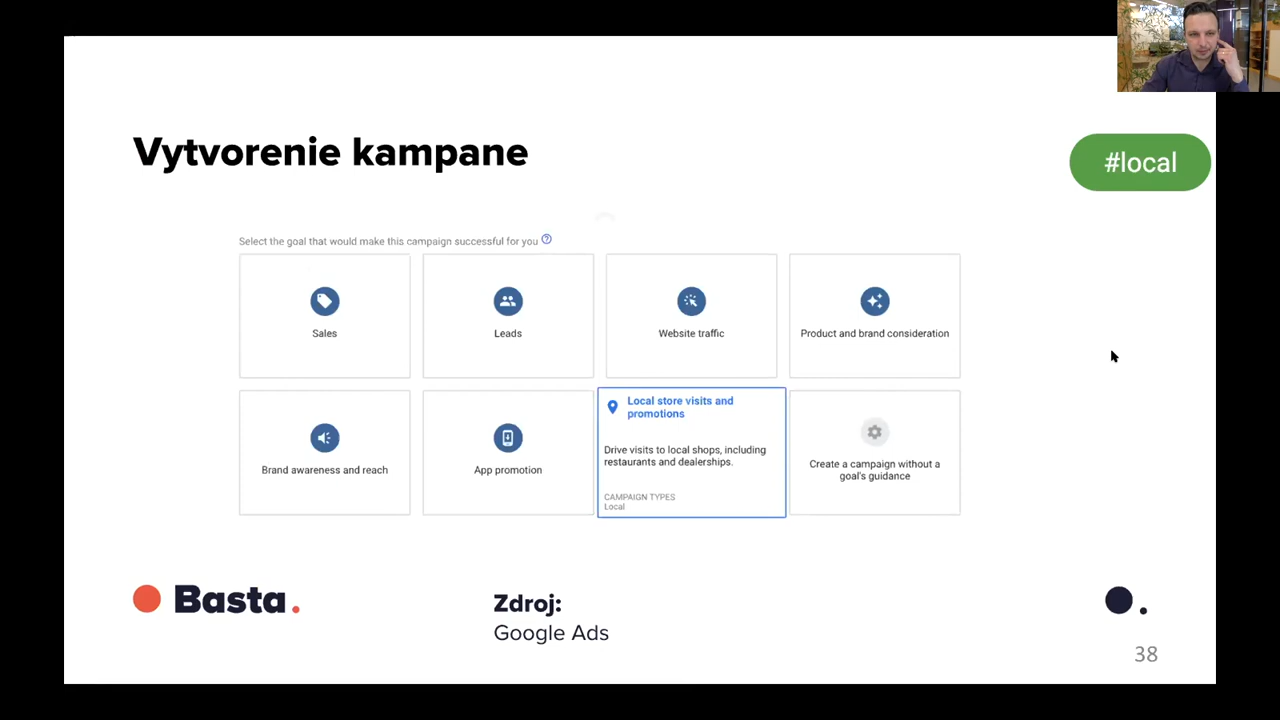 Vytvorenie kampane
#local
Select the goal that would make this campaign successful for you
Sales
Leads
Website traffic
Product and brand consideration
Brand awareness and reach
App promotion
Local store visits and
promotions
Drive visits to local shops, including
restaurants and dealerships.
CAMPAIGN TYPES
Local
Create a campaign without a
goal's guidance
Basta.
Zdroj:
Google Ads
38